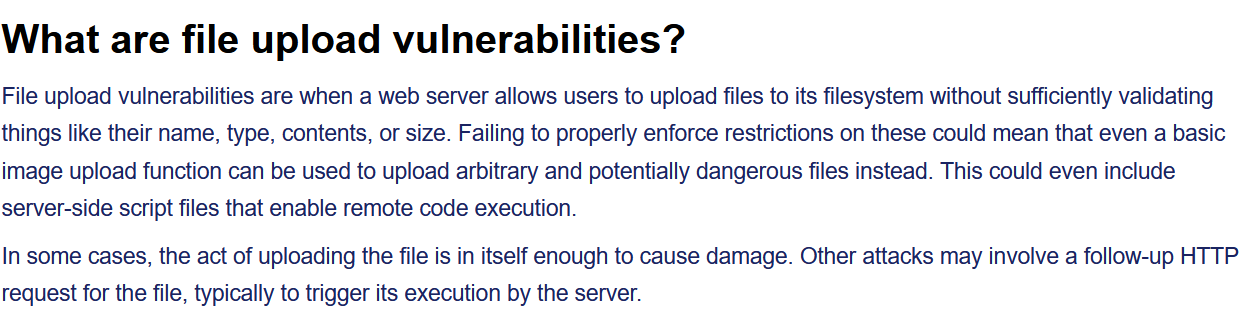 What are file upload vulnerabilities?
File upload vulnerabilities are when a web server allows users to upload files to its filesystem without sufficiently validating
things like their name, type, contents, or size. Failing to properly enforce restrictions on these could mean that even a basic
image upload function can be used to upload arbitrary and potentially dangerous files instead. This could even include
server-side script files that enable remote code execution.
In some cases, the act of uploading the file is in itself enough to cause damage. Other attacks may involve a follow-up HTTP
request for the file, typically to trigger its execution by the server.